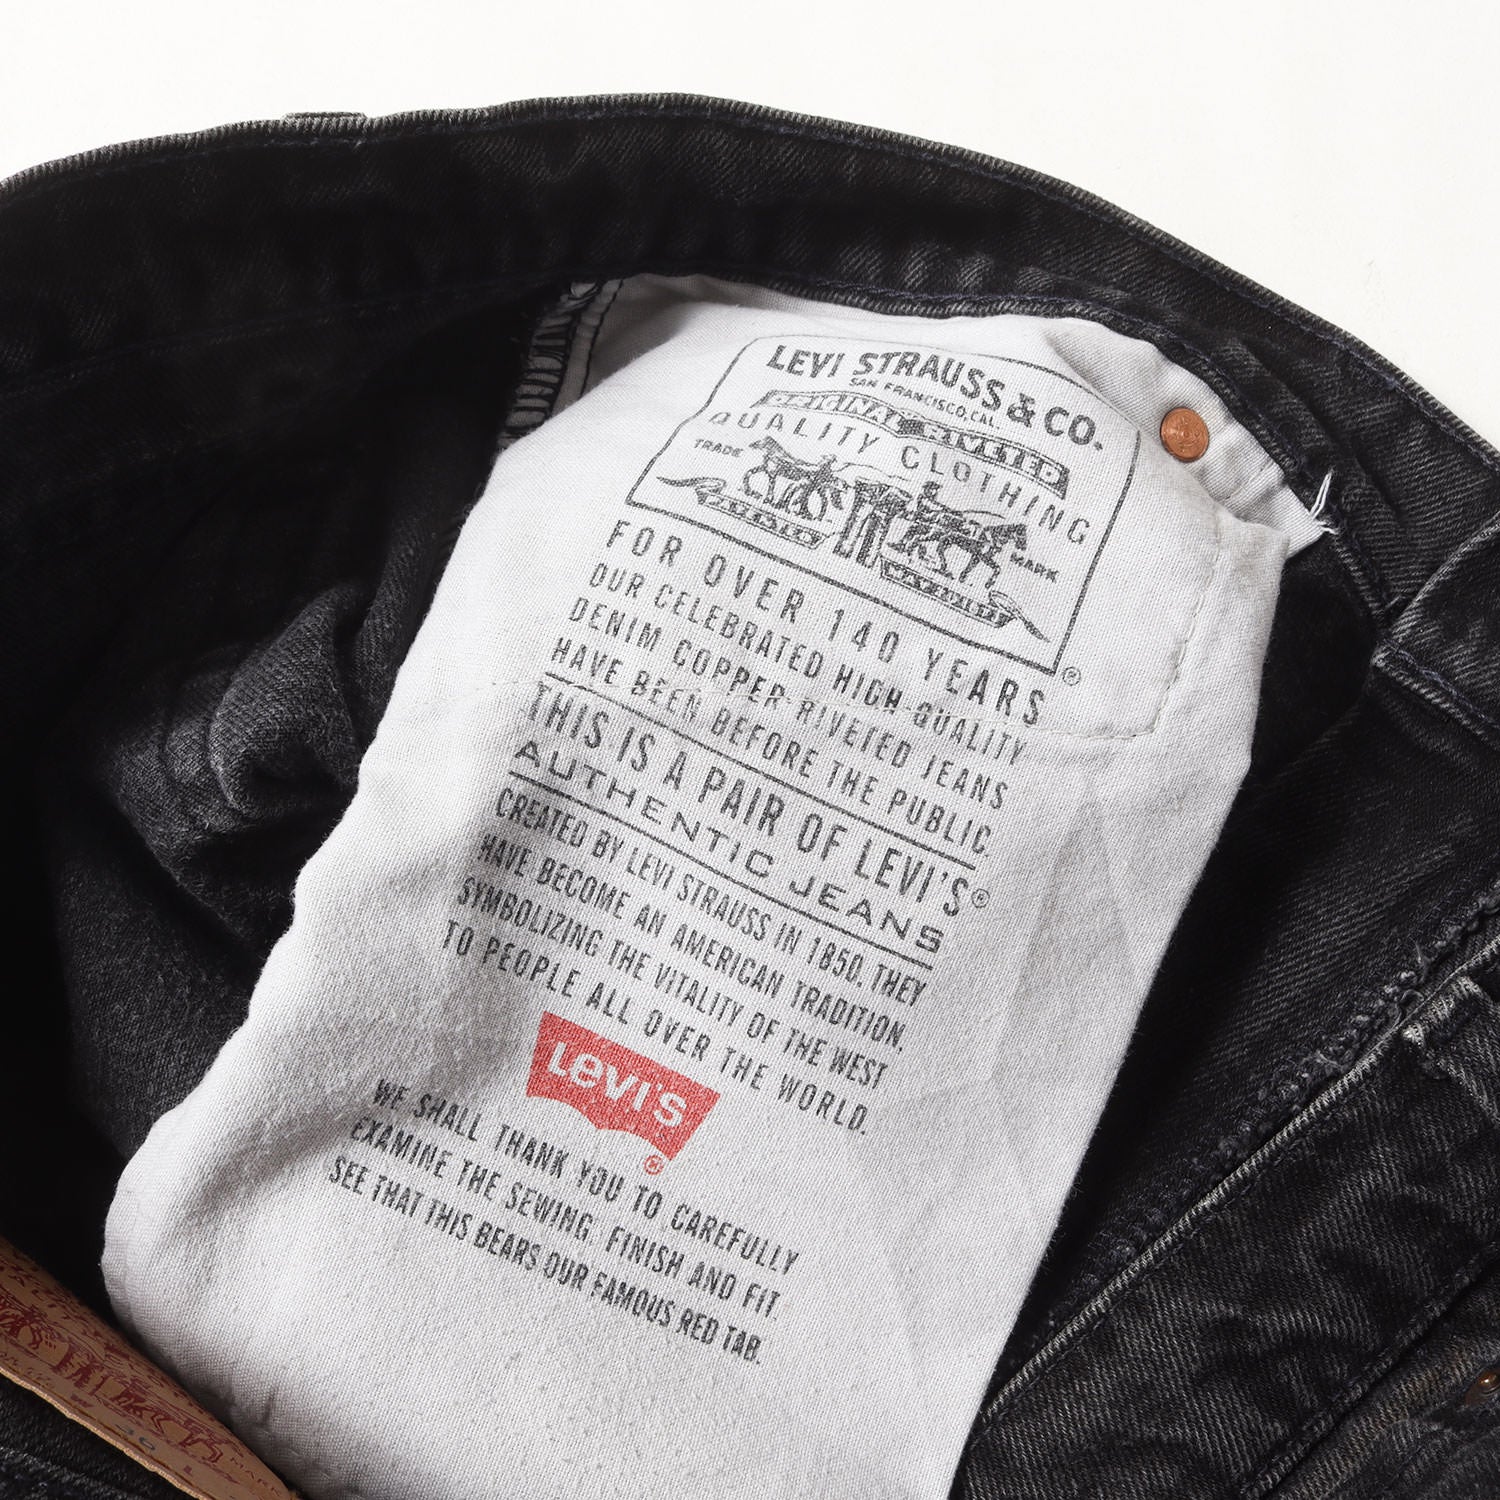 LEVI STRAUSS & CO.
SAN FRANCISCO, CAL.
ORIGINAL RIVETED
QUALITY CLOTHING
TRADE MARK
®
FOR OVER 140 YEARS
OUR CELEBRATED HIGH QUALITY
DENIM COPPER RIVETED JEANS
HAVE BEEN BEFORE THE PUBLIC.
THIS IS A PAIR OF LEVI'S®
AUTHENTIC JEANS
CREATED BY LEVI STRAUSS IN 1850, THEY
HAVE BECOME AN AMERICAN TRADITION,
SYMBOLIZING THE VITALITY OF THE WEST
TO PEOPLE ALL OVER THE WORLD.
LEVI'S
®
WE SHALL THANK YOU TO CAREFULLY
EXAMINE THE SEWING, FINISH AND FIT.
SEE THAT THIS BEARS OUR FAMOUS RED TAB.
MARK
W 30 L